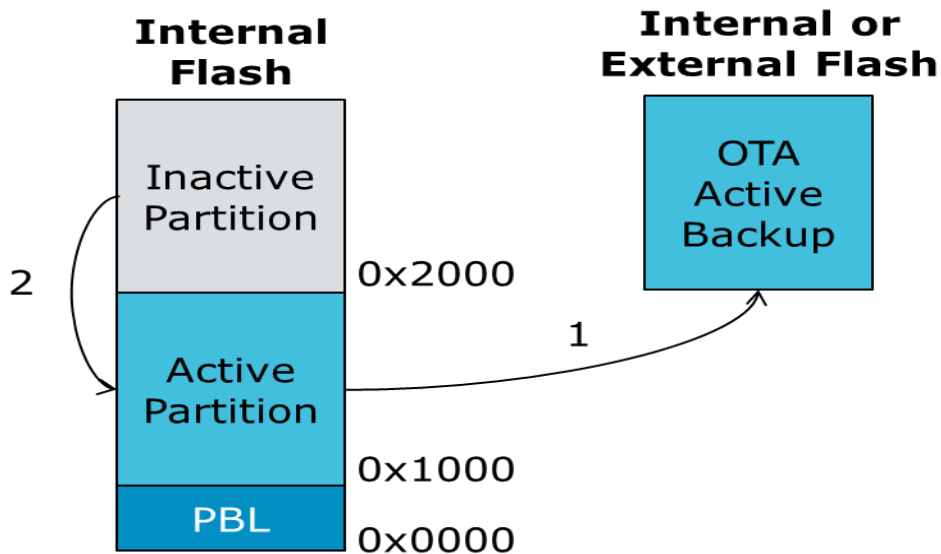 Internal
Flash
Internal or
External Flash
Inactive
Partition
OTA
Active
Backup
0x2000
2
1
Active
Partition
0x1000
PBL
0x0000